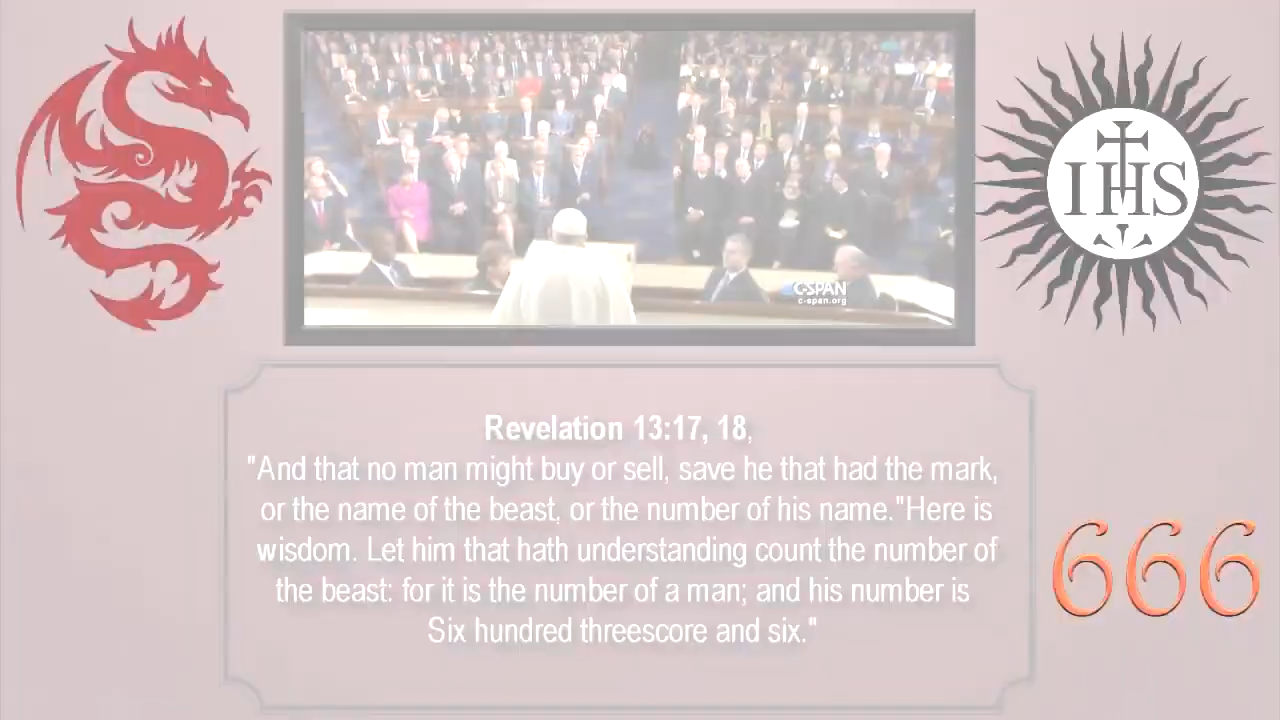 IHS
C-SPAN
c-span.org
Revelation 13:17, 18,
"And that no man might buy or sell, save he that had the mark,
or the name of the beast, or the number of his name."Here is
wisdom. Let him that hath understanding count the number of
the beast: for it is the number of a man; and his number is
Six hundred threescore and six."
666